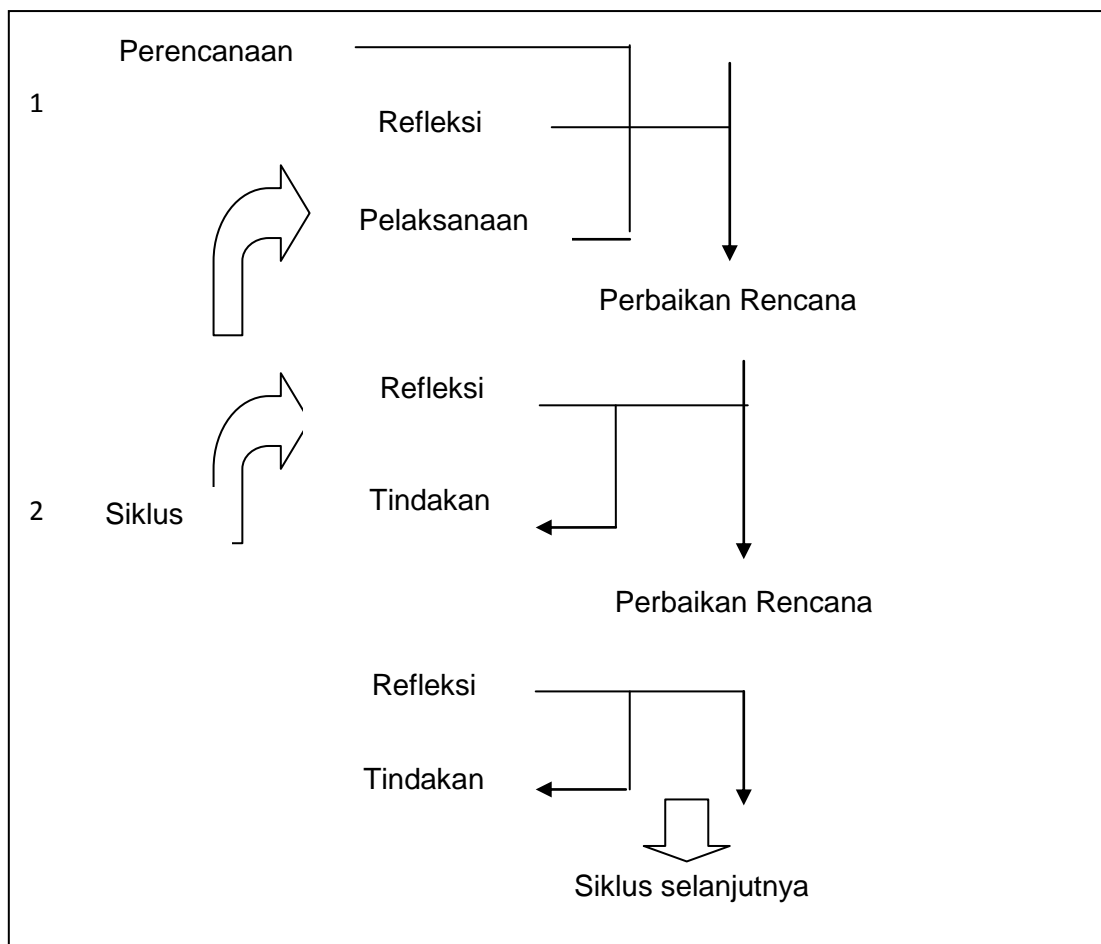 Perencanaan
1
Refleksi
Pelaksanaan
Perbaikan Rencana
Refleksi
Tindakan
2 Siklus
Perbaikan Rencana
Refleksi
Tindakan
Siklus selanjutnya